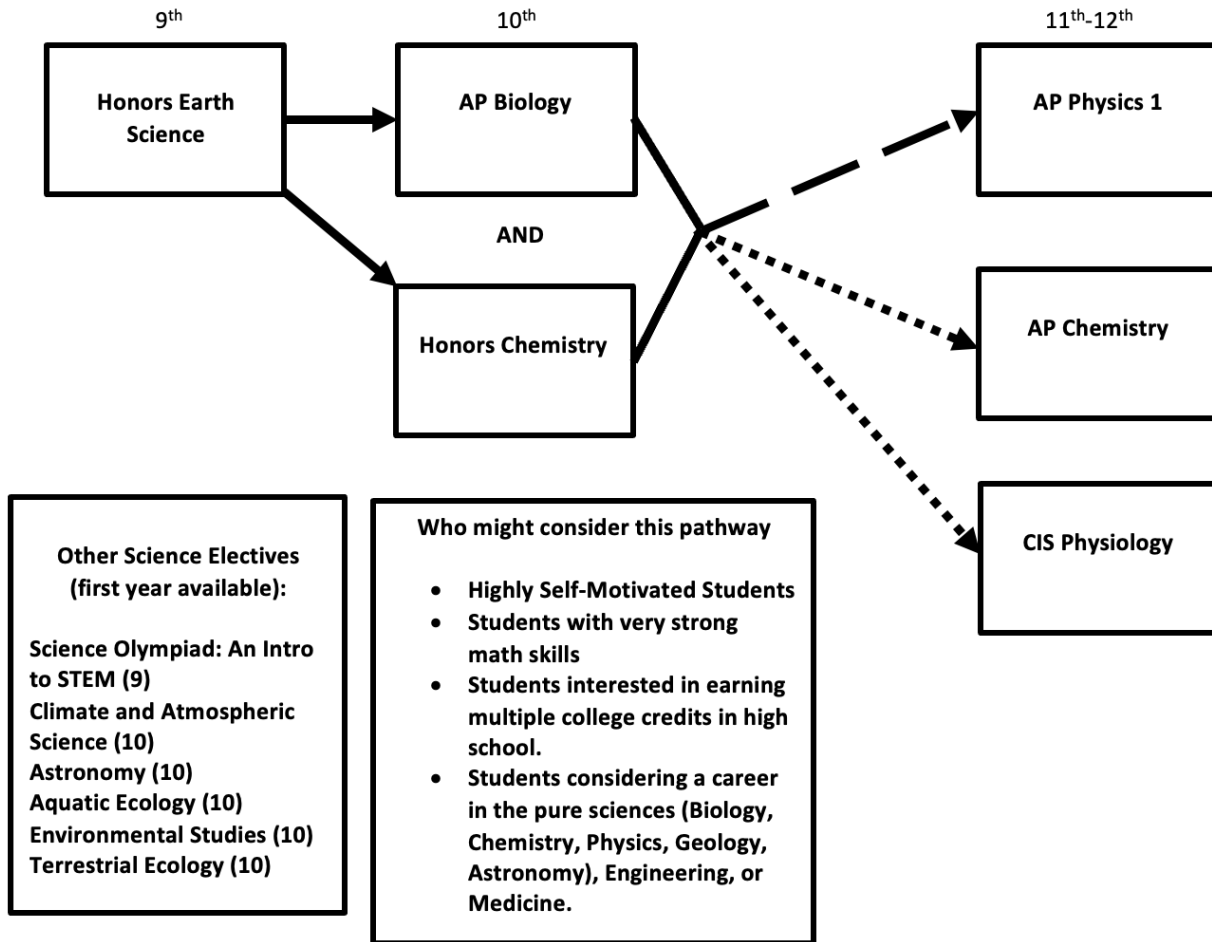 9th
10th
11th-12th
Honors Earth
Science
AP Biology
AP Physics 1
AND
Honors Chemistry
AP Chemistry
CIS Physiology
Other Science Electives
(first year available):
Science Olympiad: An Intro
to STEM (9)
Climate and Atmospheric
Science (10)
Astronomy (10)
Aquatic Ecology (10)
Environmental Studies (10)
Terrestrial Ecology (10)
Who might consider this pathway
• Highly Self-Motivated Students
• Students with very strong
math skills
• Students interested in earning
multiple college credits in high
school.
• Students considering a career
in the pure sciences (Biology,
Chemistry, Physics, Geology,
Astronomy), Engineering, or
Medicine.